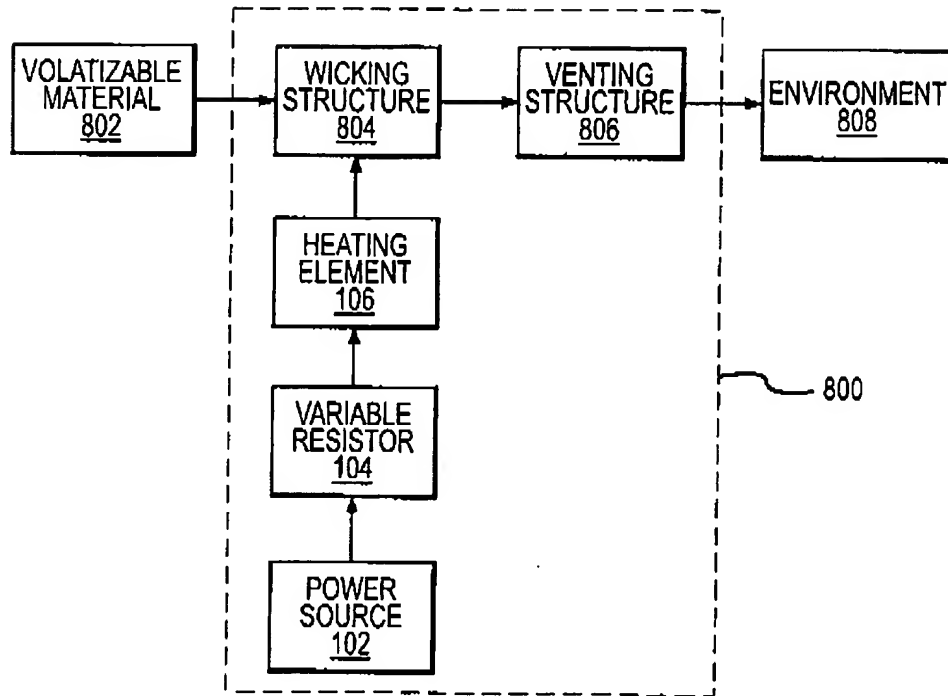 VOLATIZABLE
MATERIAL
802
WICKING
STRUCTURE
804
VENTING
STRUCTURE
806
ENVIRONMENT
808
HEATING
ELEMENT
106
VARIABLE
RESISTOR
104
800
POWER
SOURCE
102